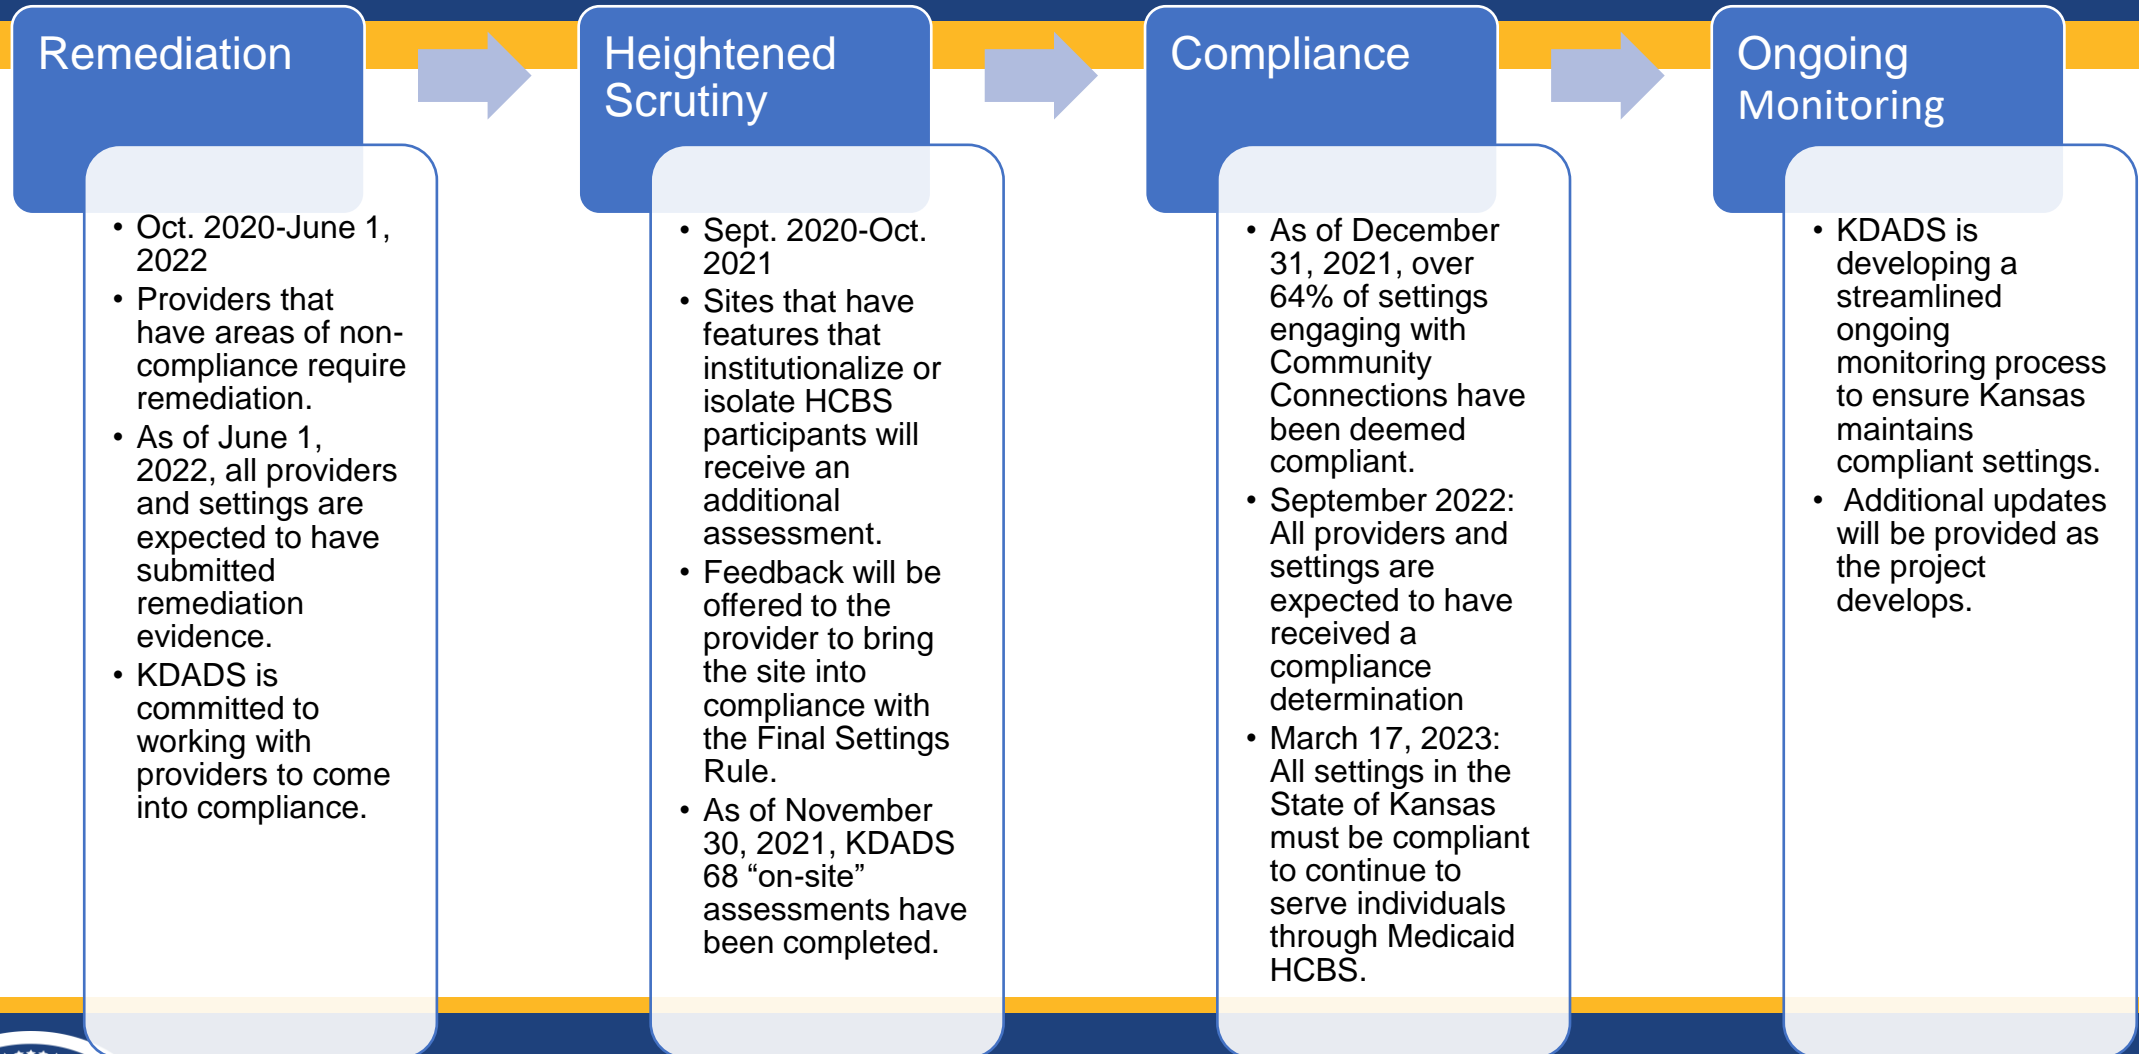 Remediation
• Oct. 2020-June 1,
2022
• Providers that
have areas of non-
compliance require
remediation.
• As of June 1,
2022, all providers
and settings are
expected to have
submitted
remediation
evidence.
• KDADS is
committed to
working with
providers to come
into compliance.
Heightened
Scrutiny
• Sept. 2020-Oct.
2021
• Sites that have
features that
institutionalize or
isolate HCBS
participants will
receive an
additional
assessment.
• Feedback will be
offered to the
provider to bring
the site into
compliance with
the Final Settings
Rule.
• As of November
30, 2021, KDADS
68 “on-site”
assessments have
been completed.
Compliance
• As of December
31, 2021, over
64% of settings
engaging with
Community
Connections have
been deemed
compliant.
• September 2022:
All providers and
settings are
expected to have
received a
compliance
determination
• March 17, 2023:
All settings in the
State of Kansas
must be compliant
to continue to
serve individuals
through Medicaid
HCBS.
Ongoing
Monitoring
• KDADS is
developing a
streamlined
ongoing
monitoring process
to ensure Kansas
maintains
compliant settings.
• Additional updates
will be provided as
the project
develops.